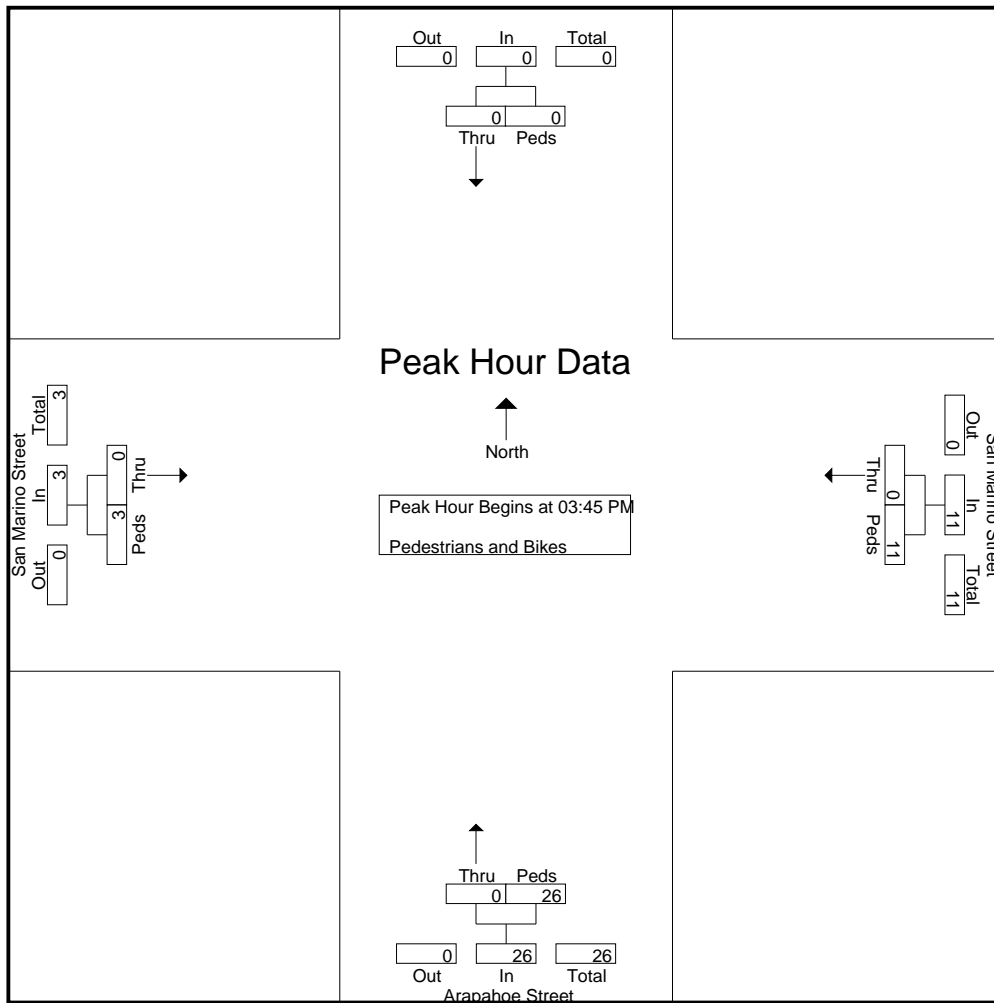 Out In Total
0 0 0
0 0
Thru Peds
Peak Hour Data
North
Peak Hour Begins at 03:45 PM
Pedestrians and Bikes
San Marino Street
Total In Out
3 3 0
0 3
Thru Peds
San Marino Street
Out In Total
0 11 11
0 11
Thru Peds
Thru Peds
0 26
0 26 26
Out In Total
Arapahoe Street